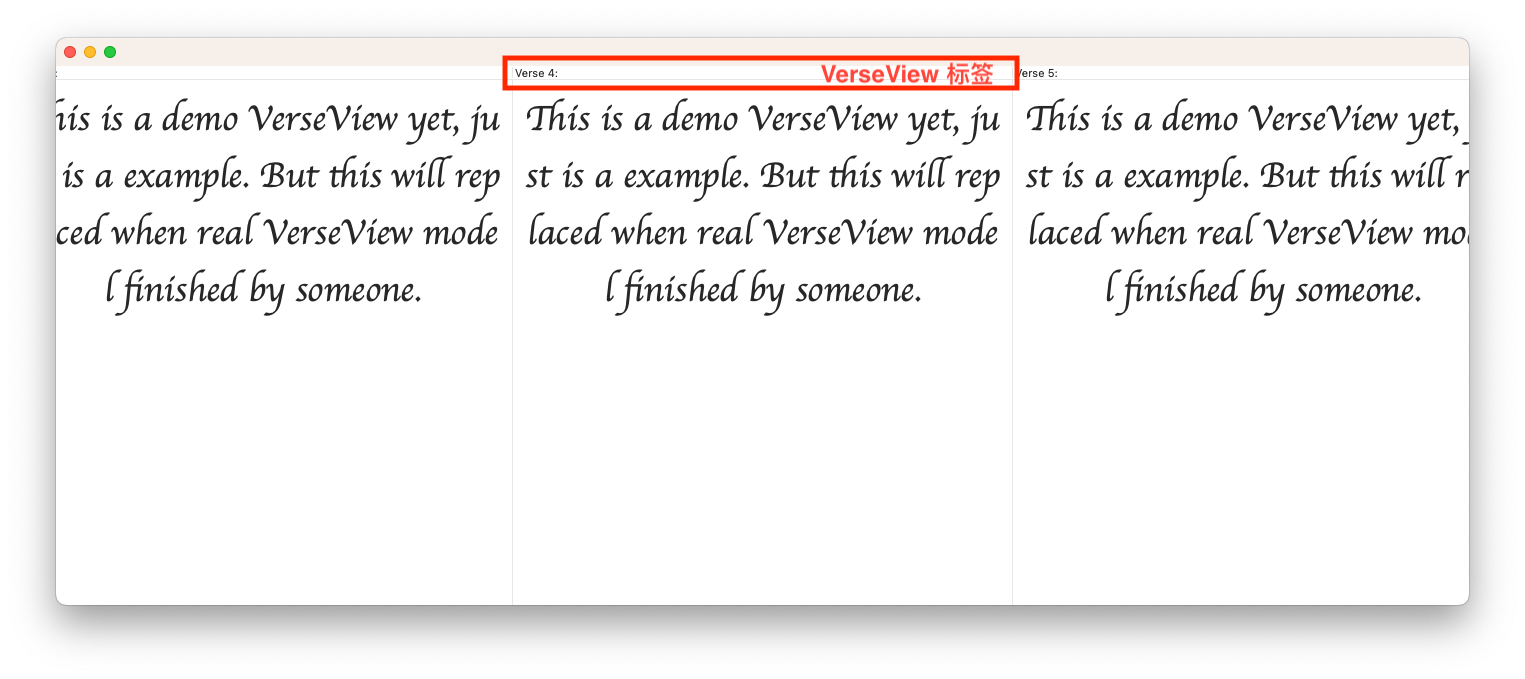 :
Verse 4:
VerseView 标签
Verse 5:
his is a demo VerseView yet, ju
is a example. But this will rep
ced when real VerseView mode
l finished by someone.
This is a demo VerseView yet, ju
st is a example. But this will rep
laced when real VerseView mode
l finished by someone.
This is a demo VerseView yet,
st is a example. But this will r
laced when real VerseView mo
l finished by someone.